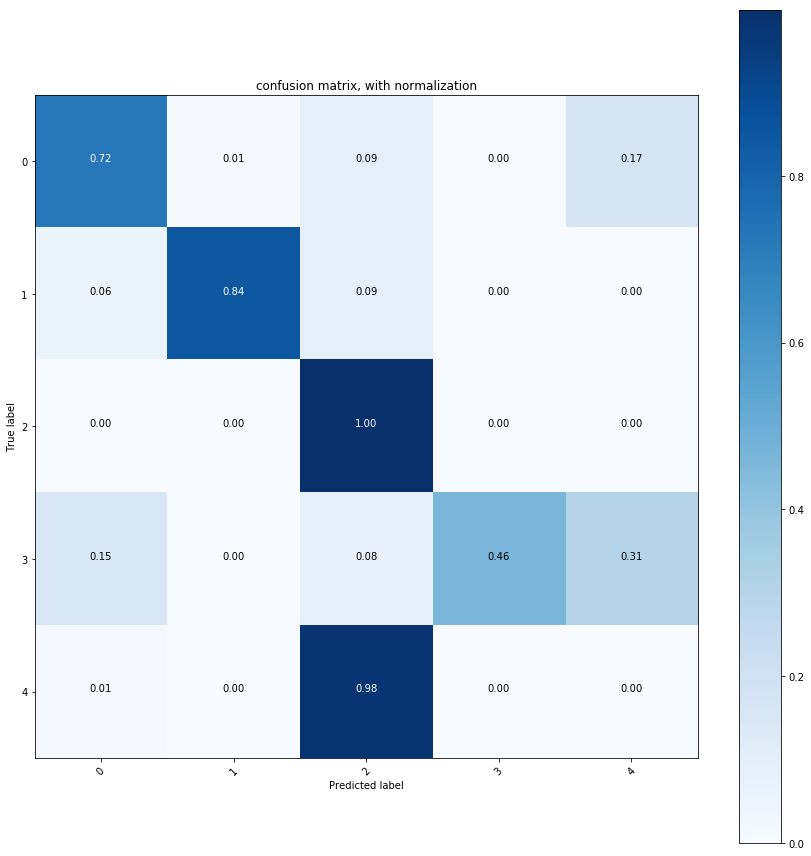 confusion matrix, with normalization
0 0.72 0.01 0.09 0.00 0.17
1 0.06 0.84 0.09 0.00 0.00
2 0.00 0.00 1.00 0.00 0.00
3 0.15 0.00 0.08 0.46 0.31
4 0.01 0.00 0.98 0.00 0.00
True label
0 1 2 3 4
Predicted label
0.8
0.6
0.4
0.2
0.0